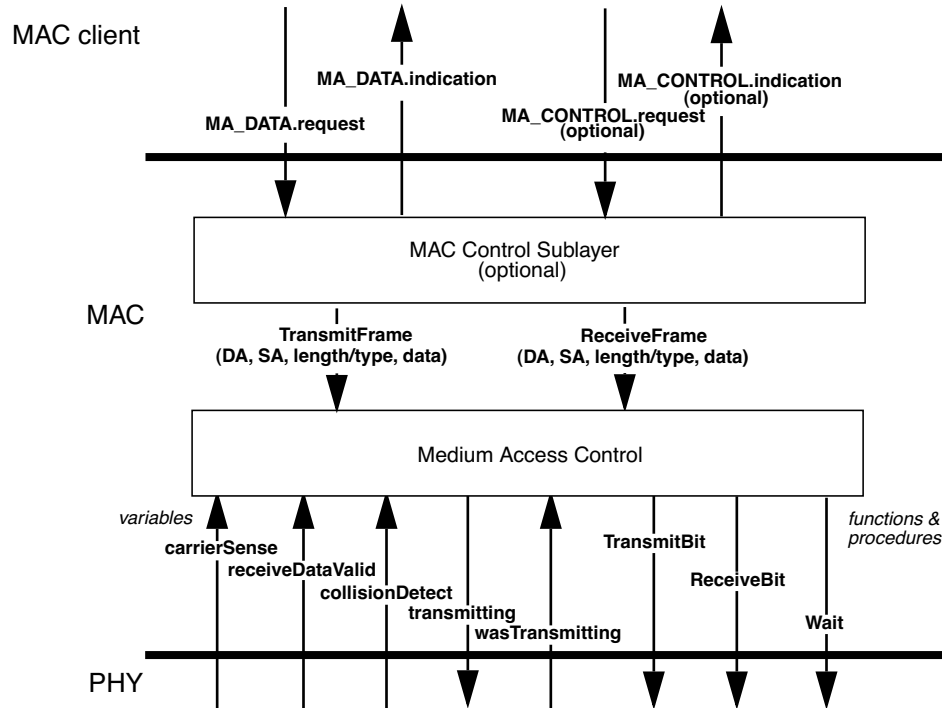 MAC client
MA_DATA.indication
MA_CONTROL.indication
(optional)
MA_DATA.request
MA_CONTROL.request
(optional)
MAC Control Sublayer
(optional)
MAC
TransmitFrame
(DA, SA, length/type, data)
ReceiveFrame
(DA, SA, length/type, data)
Medium Access Control
variables
functions &
procedures
carrierSense
receiveDataValid
collisionDetect
transmitting
wasTransmitting
TransmitBit
ReceiveBit
Wait
PHY